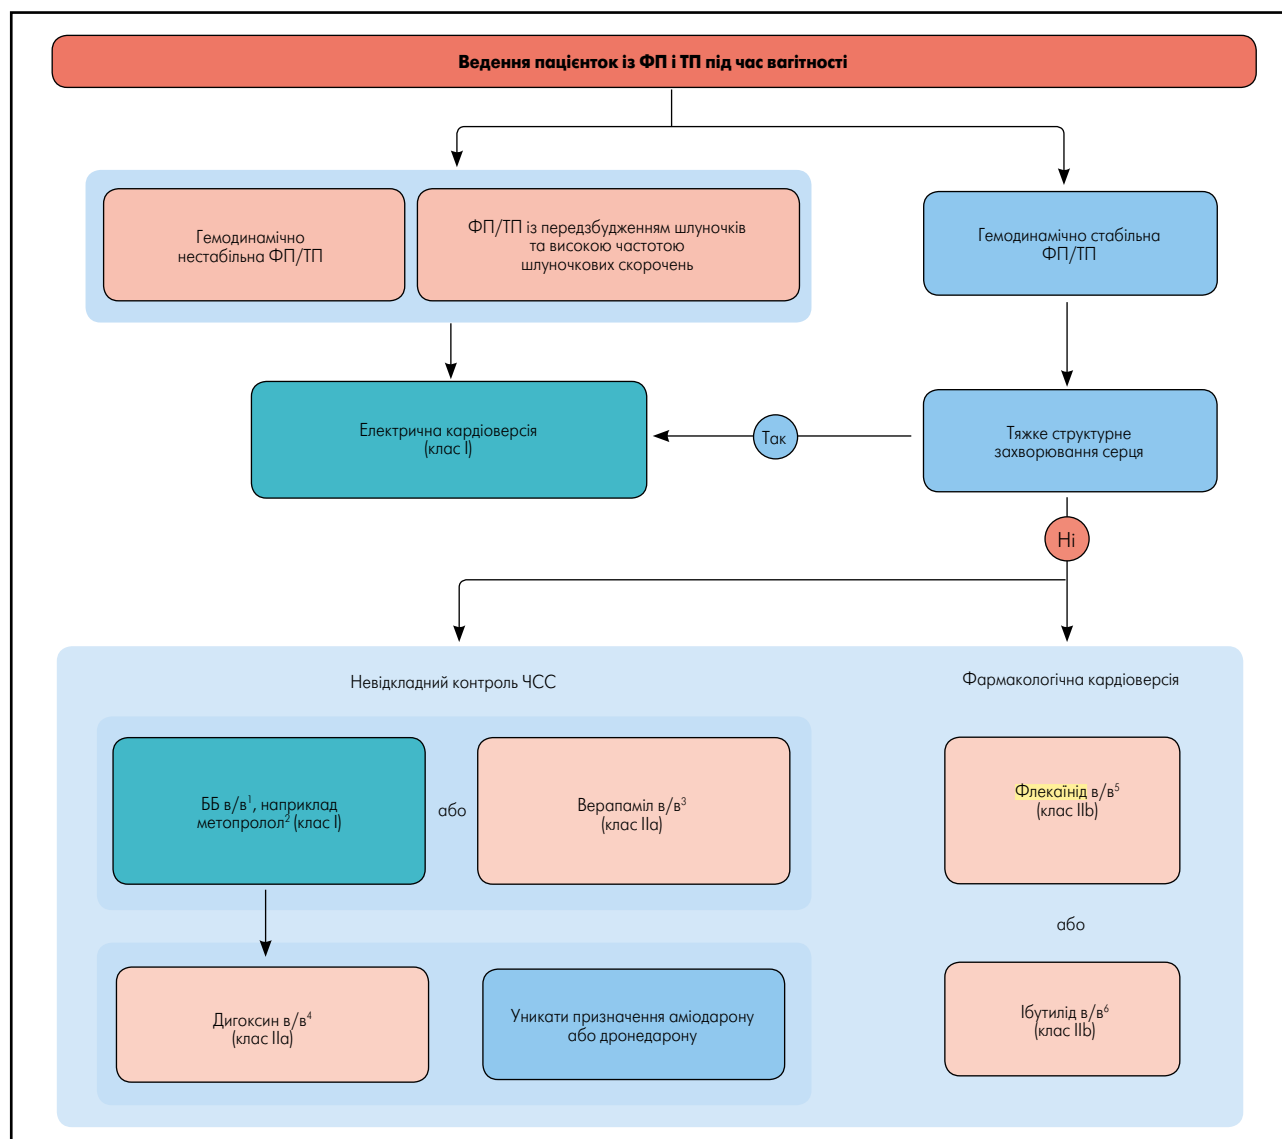 Ведення пацієнток із ФП і ТП під час вагітності
Гемодинамічно
нестабільна ФП/ТП
ФП/ТП із передзбудженням шлуночків
та високою частотою
шлуночкових скорочень
Гемодинамічно стабільна
ФП/ТП
Електрична кардіоверсія
(клас I)
Так
Тяжке структурне
захворювання серця
Ні
Невідкладний контроль ЧСС
Фармакологічна кардіоверсія
ББ в/в¹, наприклад
метопролол² (клас I)
або
Верапаміл в/в³
(клас IIa)
Флекаїнід в/в⁵
(клас IIb)
або
Дигоксин в/в⁴
(клас IIa)
Уникати призначення аміодарону
або дронедарону
Ібутилід в/в⁶
(клас IIb)